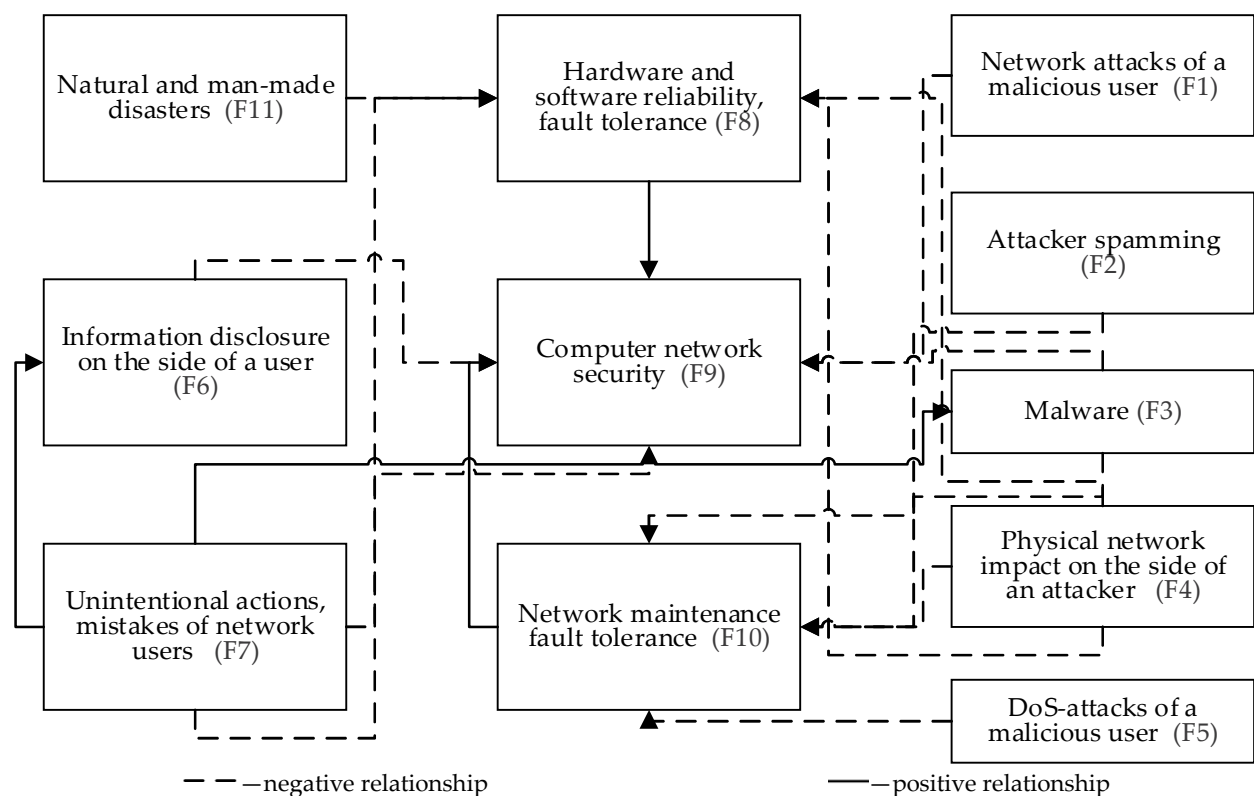 Natural and man-made
disasters (F11)
Hardware and
software reliability,
fault tolerance (F8)
Network attacks of a
malicious user (F1)
Attacker spamming
(F2)
Information disclosure
on the side of a user
(F6)
Computer network
security (F9)
Malware (F3)
Unintentional actions,
mistakes of network
users (F7)
Network maintenance
fault tolerance (F10)
Physical network
impact on the side of
an attacker (F4)
DoS-attacks of a
malicious user (F5)
—negative relationship
—positive relationship